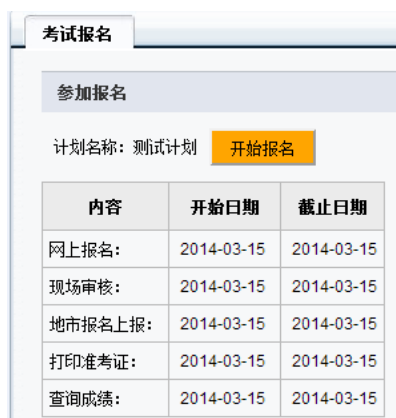 考试报名
参加报名
计划名称：测试计划 开始报名
内容 开始日期 截止日期
网上报名： 2014-03-15 2014-03-15
现场审核： 2014-03-15 2014-03-15
地市报名上报： 2014-03-15 2014-03-15
打印准考证： 2014-03-15 2014-03-15
查询成绩： 2014-03-15 2014-03-15